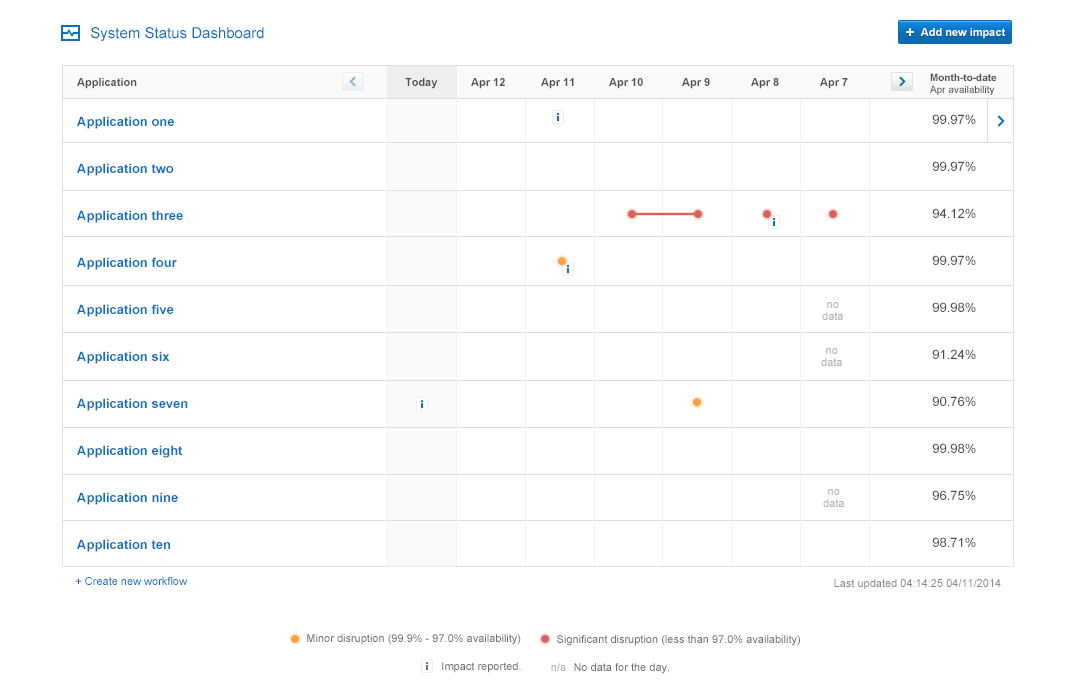 System Status Dashboard
+ Add new impact
Application Today Apr 12 Apr 11 Apr 10 Apr 9 Apr 8 Apr 7 Month-to-date
Apr availability
Application one i 99.97%
Application two 99.97%
Application three i 94.12%
Application four i 99.97%
Application five no data 99.98%
Application six no data 91.24%
Application seven i 90.76%
Application eight 99.98%
Application nine no data 96.75%
Application ten 98.71%
+ Create new workflow
Last updated 04:14:25 04/11/2014
Minor disruption (99.9% - 97.0% availability) Significant disruption (less than 97.0% availability)
i Impact reported. n/a No data for the day.